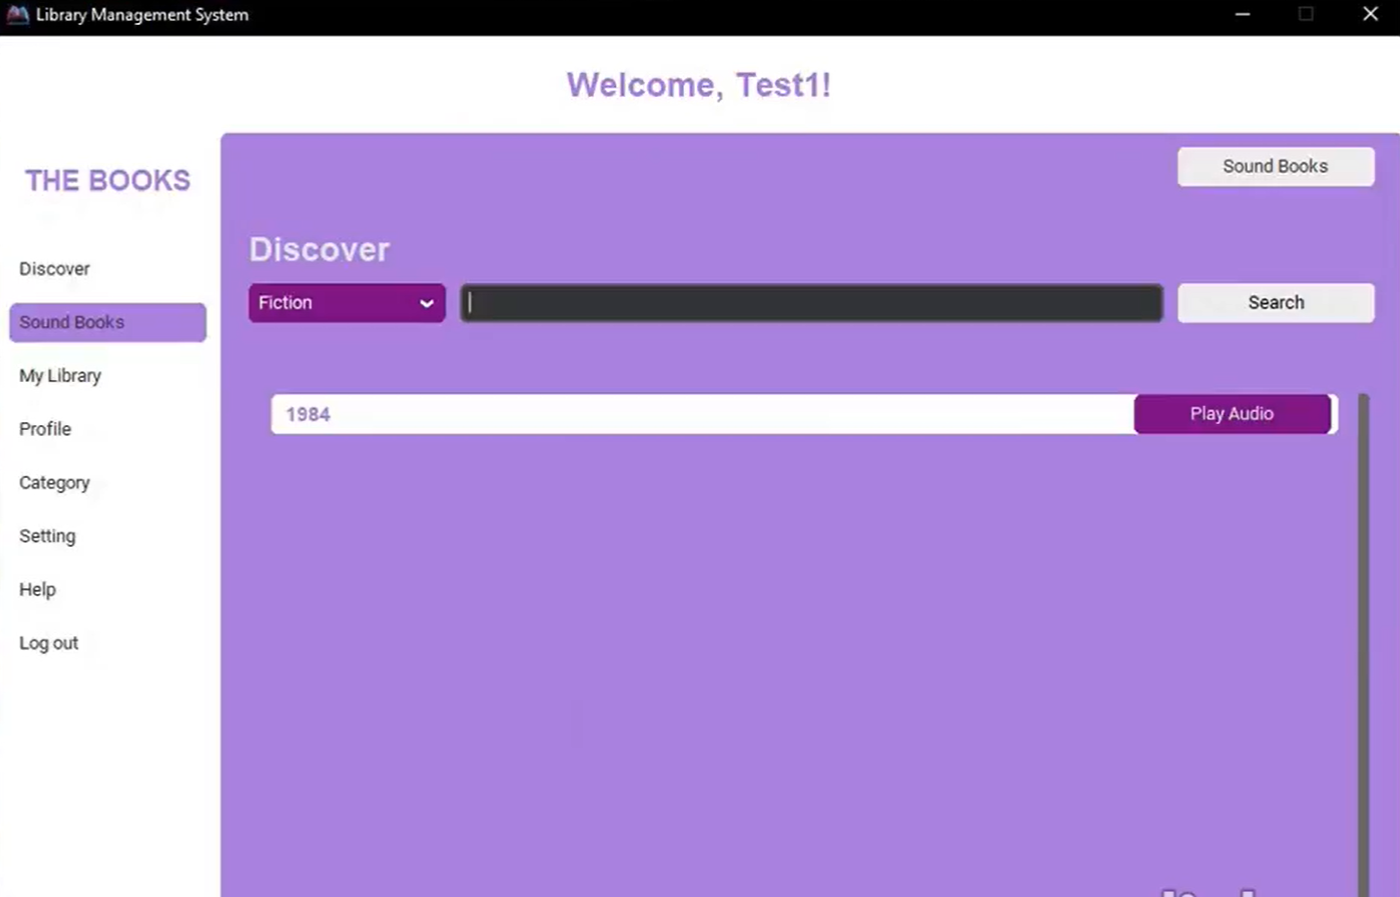 Library Management System
Welcome, Test1!
THE BOOKS
Discover
Sound Books
My Library
Profile
Category
Setting
Help
Log out
Sound Books
Discover
Fiction
Search
1984
Play Audio